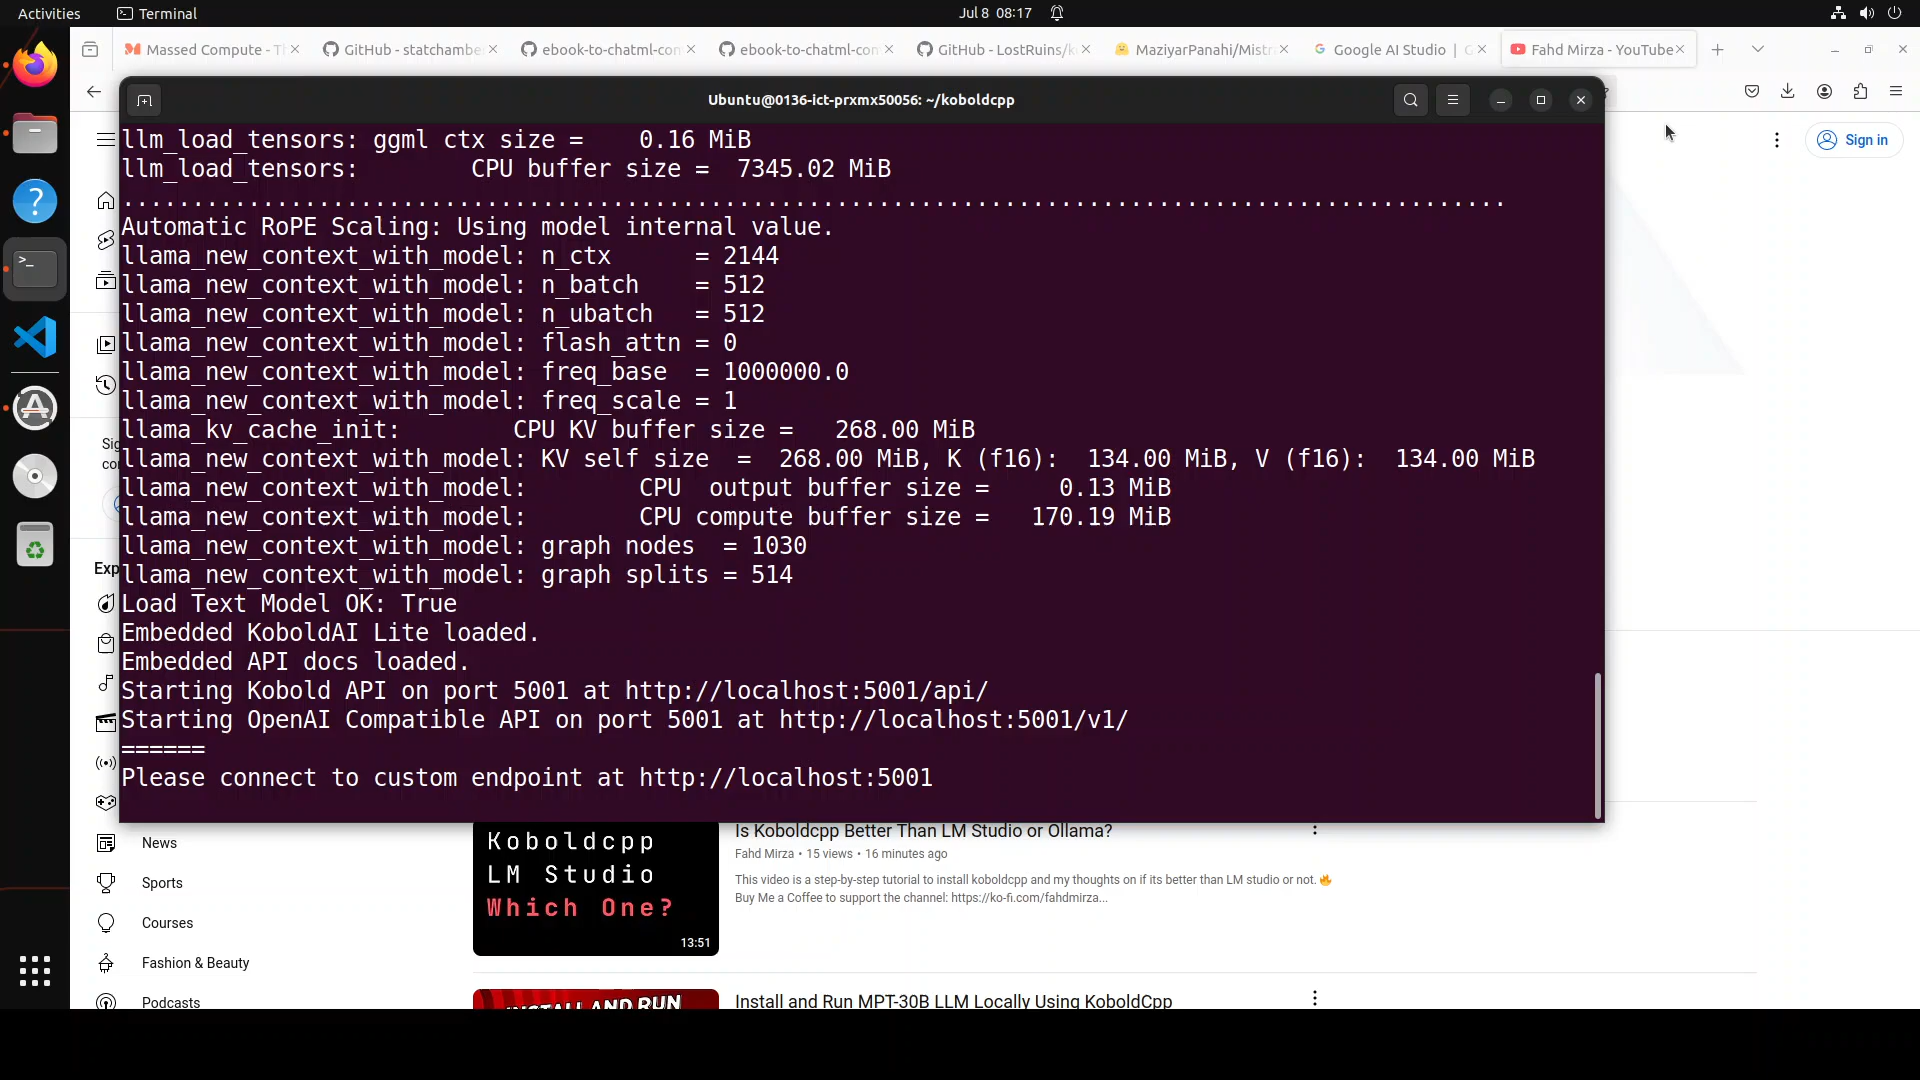 Activities
Terminal
Jul 8 08:17
Massed Compute - T
GitHub - statchambe
ebook-to-chatml-con
ebook-to-chatml-con
GitHub - LostRuins/k
MaziyarPanahi/Mistr
Google AI Studio |
Fahd Mirza - YouTube
Ubuntu@0136-ict-prxmx50056: ~/koboldcpp
Sign in
llm_load_tensors: ggml ctx size =    0.16 MiB
llm_load_tensors:        CPU buffer size =  7345.02 MiB
...................................................................................................
Automatic RoPE Scaling: Using model internal value.
llama_new_context_with_model: n_ctx      = 2144
llama_new_context_with_model: n_batch    = 512
llama_new_context_with_model: n_ubatch   = 512
llama_new_context_with_model: flash_attn = 0
llama_new_context_with_model: freq_base  = 1000000.0
llama_new_context_with_model: freq_scale = 1
llama_kv_cache_init:        CPU KV buffer size =   268.00 MiB
llama_new_context_with_model: KV self size  =  268.00 MiB, K (f16):  134.00 MiB, V (f16):  134.00 MiB
llama_new_context_with_model:        CPU  output buffer size =     0.13 MiB
llama_new_context_with_model:        CPU compute buffer size =   170.19 MiB
llama_new_context_with_model: graph nodes  = 1030
llama_new_context_with_model: graph splits = 514
Load Text Model OK: True
Embedded KoboldAI Lite loaded.
Embedded API docs loaded.
Starting Kobold API on port 5001 at http://localhost:5001/api/
Starting OpenAI Compatible API on port 5001 at http://localhost:5001/v1/
======
Please connect to custom endpoint at http://localhost:5001
Sig
co
Exp
News
Sports
Courses
Fashion & Beauty
Podcasts
Koboldcpp
LM Studio
Which One?
13:51
Is Koboldcpp Better Than LM Studio or Ollama?
Fahd Mirza • 15 views • 16 minutes ago
This video is a step-by-step tutorial to install koboldcpp and my thoughts on if its better than LM studio or not. 🔥
Buy Me a Coffee to support the channel: https://ko-fi.com/fahdmirza...
INSTALL AND RUN
Install and Run MPT-30B LLM Locally Using KoboldCpp